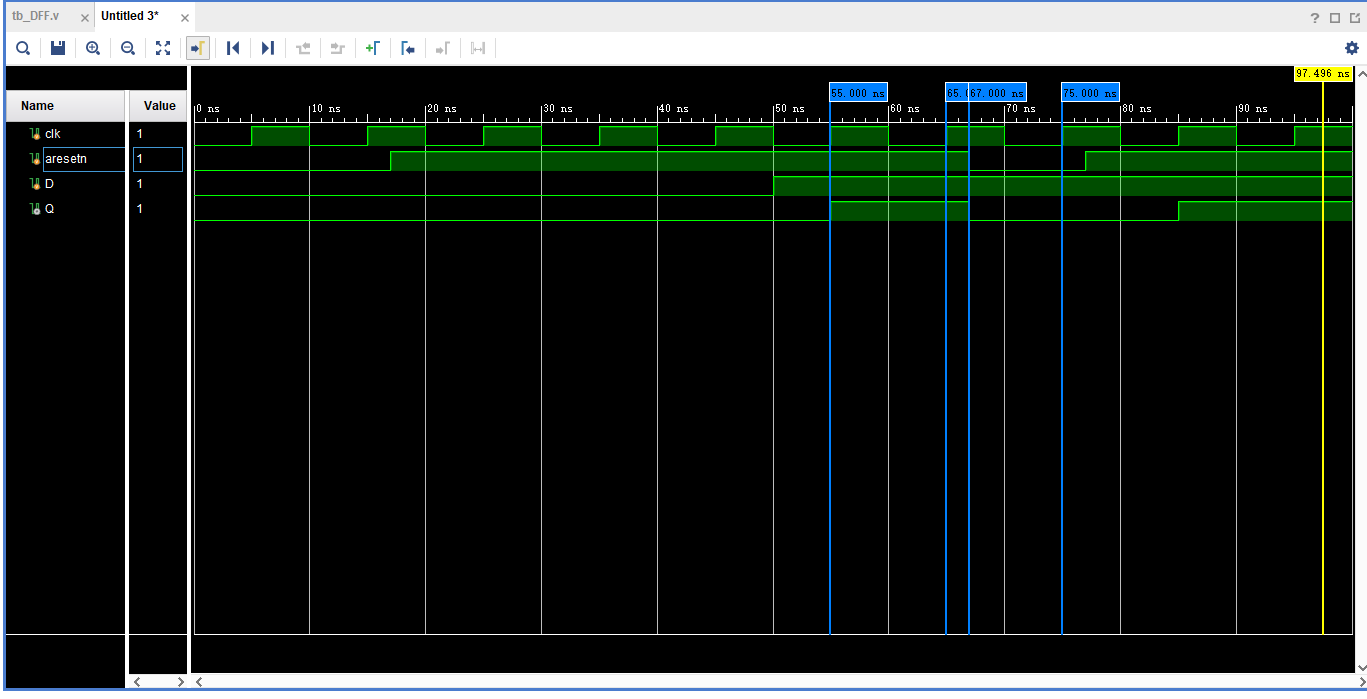 tb_DFF.v
Untitled 3*
97.496 ns
Name
Value
55.000 ns
65.
67.000 ns
75.000 ns
0 ns
10 ns
20 ns
30 ns
40 ns
50 ns
60 ns
70 ns
80 ns
90 ns
clk
1
aresetn
1
D
1
Q
1